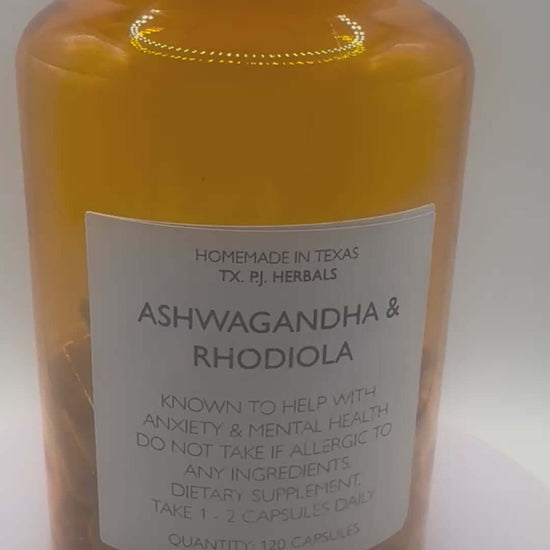 HOMEMADE IN TEXAS
TX. P.J. HERBALS
ASHWAGANDHA &
RHODIOLA
KNOWN TO HELP WITH
ANXIETY & MENTAL HEALTH
DO NOT TAKE IF ALLERGIC TO
ANY INGREDIENTS.
DIETARY SUPPLEMENT.
TAKE 1 - 2 CAPSULES DAILY
QUANTITY: 120 CAPSULES